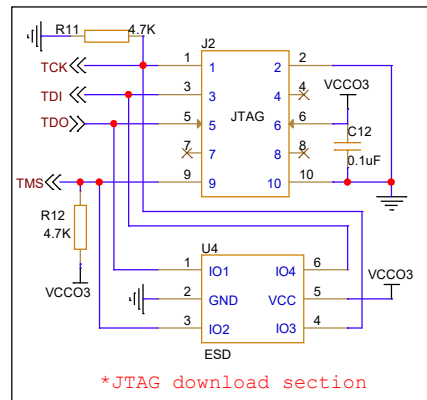 R11 4.7K
J2
TCK 1 1 2 2
VCCO3
TDI 3 3 4 4
TDO 5 5 JTAG 6 6
C12
7 7 8 8 0.1uF
TMS 9 9 10 10
R12
4.7K
U4
VCCO3
1 IO1 IO4 6
VCCO3
2 GND VCC 5
3 IO2 IO3 4
ESD
*JTAG download section